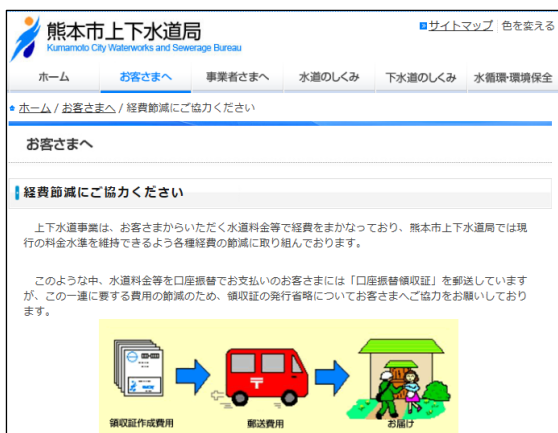 熊本市上下水道局
Kumamoto City Waterworks and Sewerage Bureau
サイトマップ 色を変える
ホーム お客さまへ 事業者さまへ 水道のしくみ 下水道のしくみ 水循環・環境保全
ホーム / お客さまへ / 経費節減にご協力ください
お客さまへ
経費節減にご協力ください
上下水道事業は、お客さまからいただく水道料金等で経費をまかなっており、熊本市上下水道局では現
行の料金水準を維持できるよう各種経費の節減に取り組んでおります。
このような中、水道料金等を口座振替でお支払いのお客さまには「口座振替領収証」を郵送しています
が、この一連に要する費用の節減のため、領収証の発行省略についてお客さまへご協力をお願いしており
ます。
〒
領収証作成費用 郵送費用 お届け